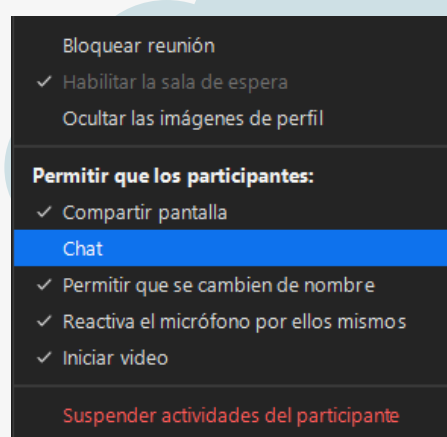 Bloquear reunión
Habilitar la sala de espera
Ocultar las imágenes de perfil
Permitir que los participantes:
Compartir pantalla
Chat
Permitir que se cambien de nombre
Reactiva el micrófono por ellos mismos
Iniciar video
Suspender actividades del participante